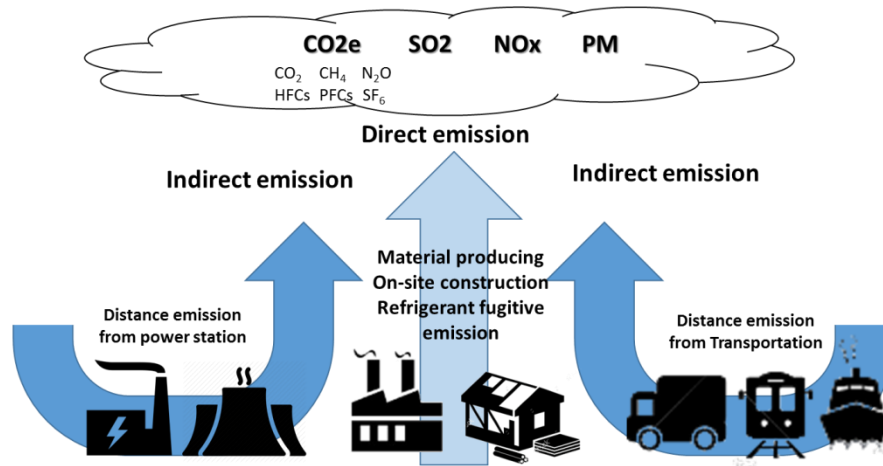 CO2e SO2 NOx PM
CO₂ CH₄ N₂O
HFCs PFCs SF₆
Direct emission
Indirect emission
Indirect emission
Material producing
On-site construction
Refrigerant fugitive
emission
Distance emission
from power station
Distance emission
from Transportation